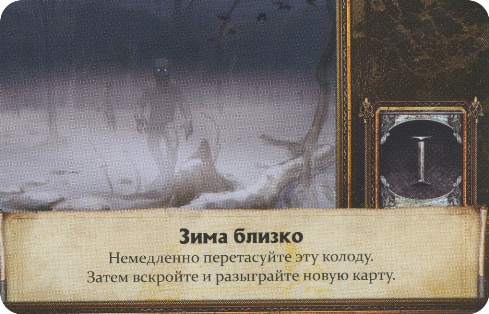 I
Зима близко
Немедленно перетасуйте эту колоду.
Затем вскройте и разыграйте новую карту.